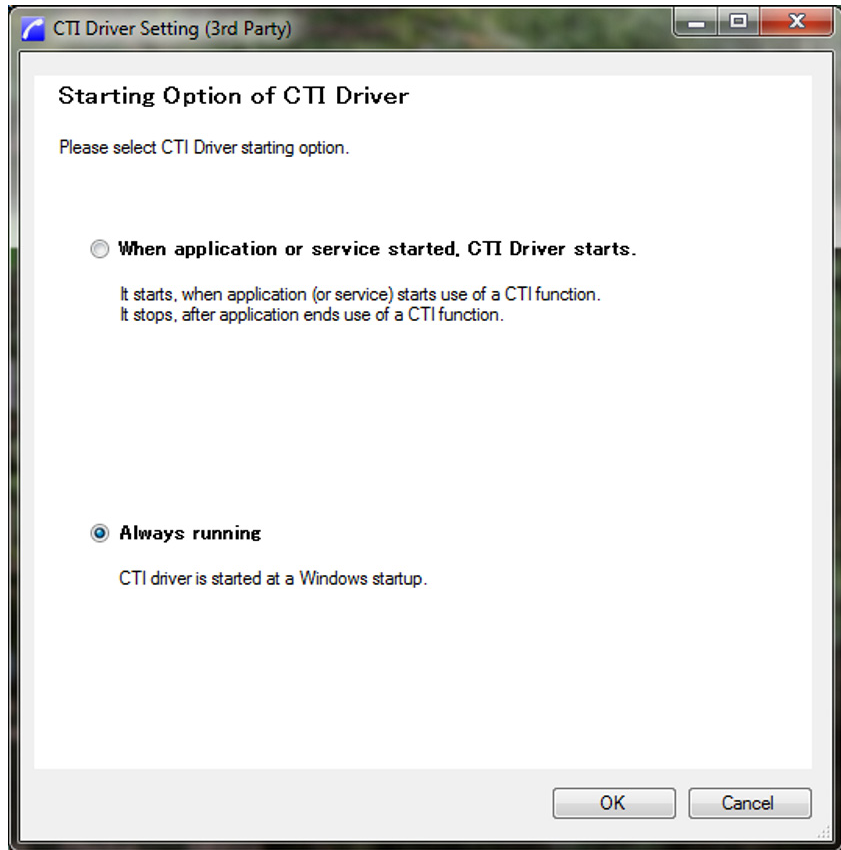 CTI Driver Setting (3rd Party)
Starting Option of CTI Driver
Please select CTI Driver starting option.
When application or service started, CTI Driver starts.
It starts, when application (or service) starts use of a CTI function.
It stops, after application ends use of a CTI function.
Always running
CTI driver is started at a Windows startup.
OK
Cancel